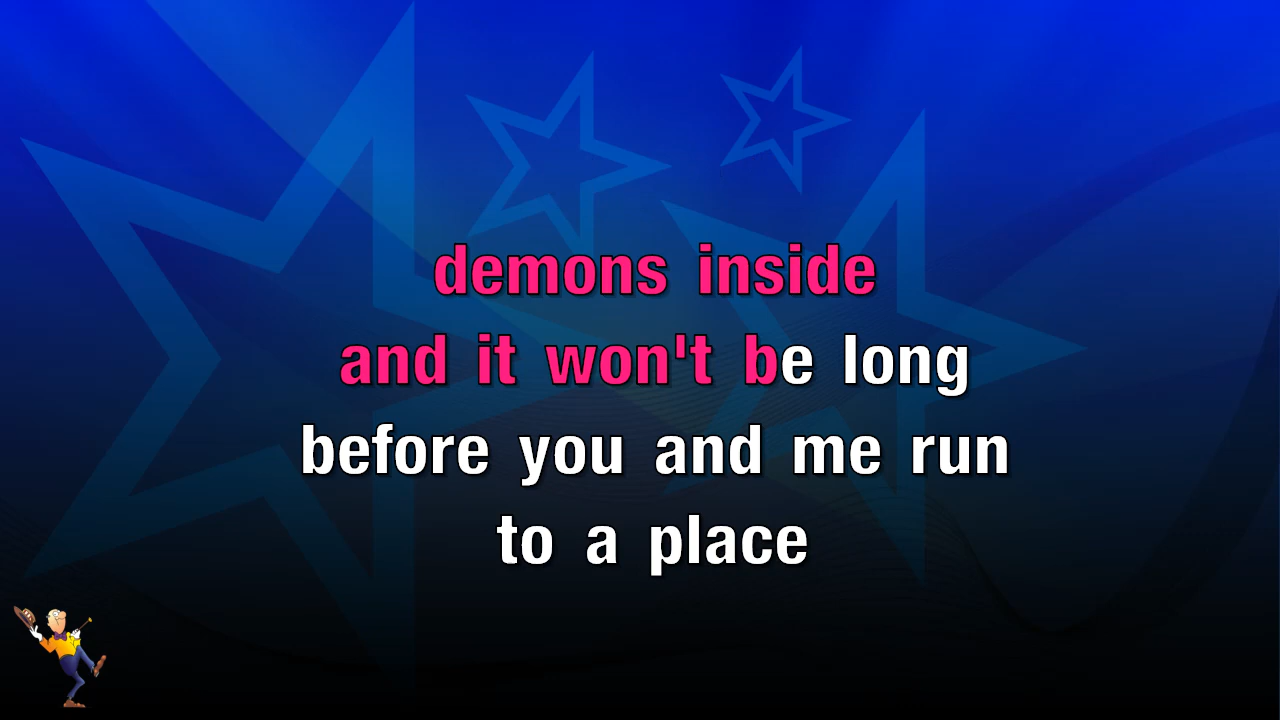 demons inside
and it won't be long
before you and me run
to a place